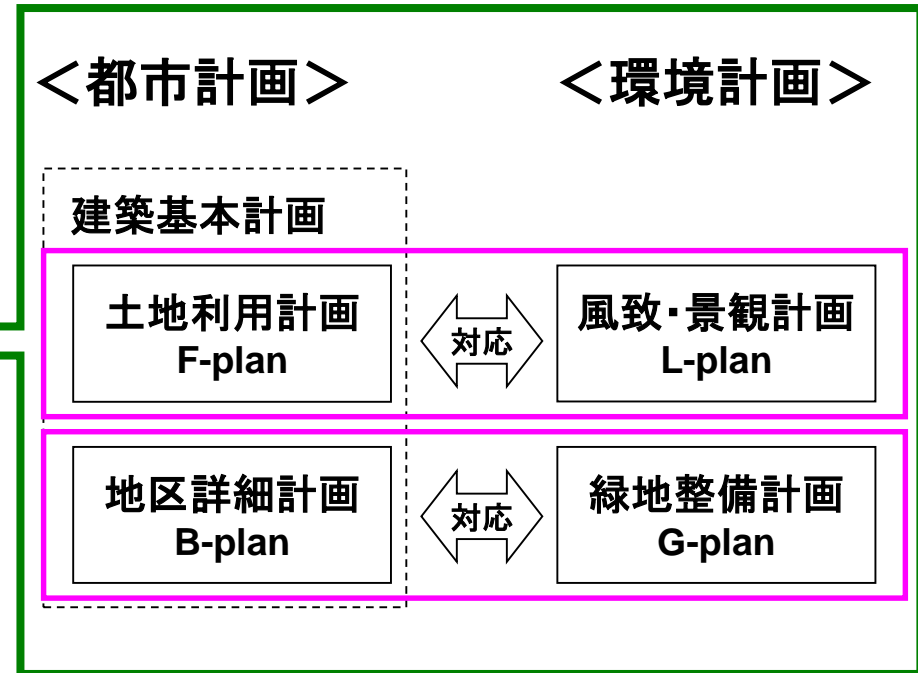 ＜都市計画＞
＜環境計画＞
建築基本計画
土地利用計画
F-plan
対応
風致・景観計画
L-plan
地区詳細計画
B-plan
対応
緑地整備計画
G-plan